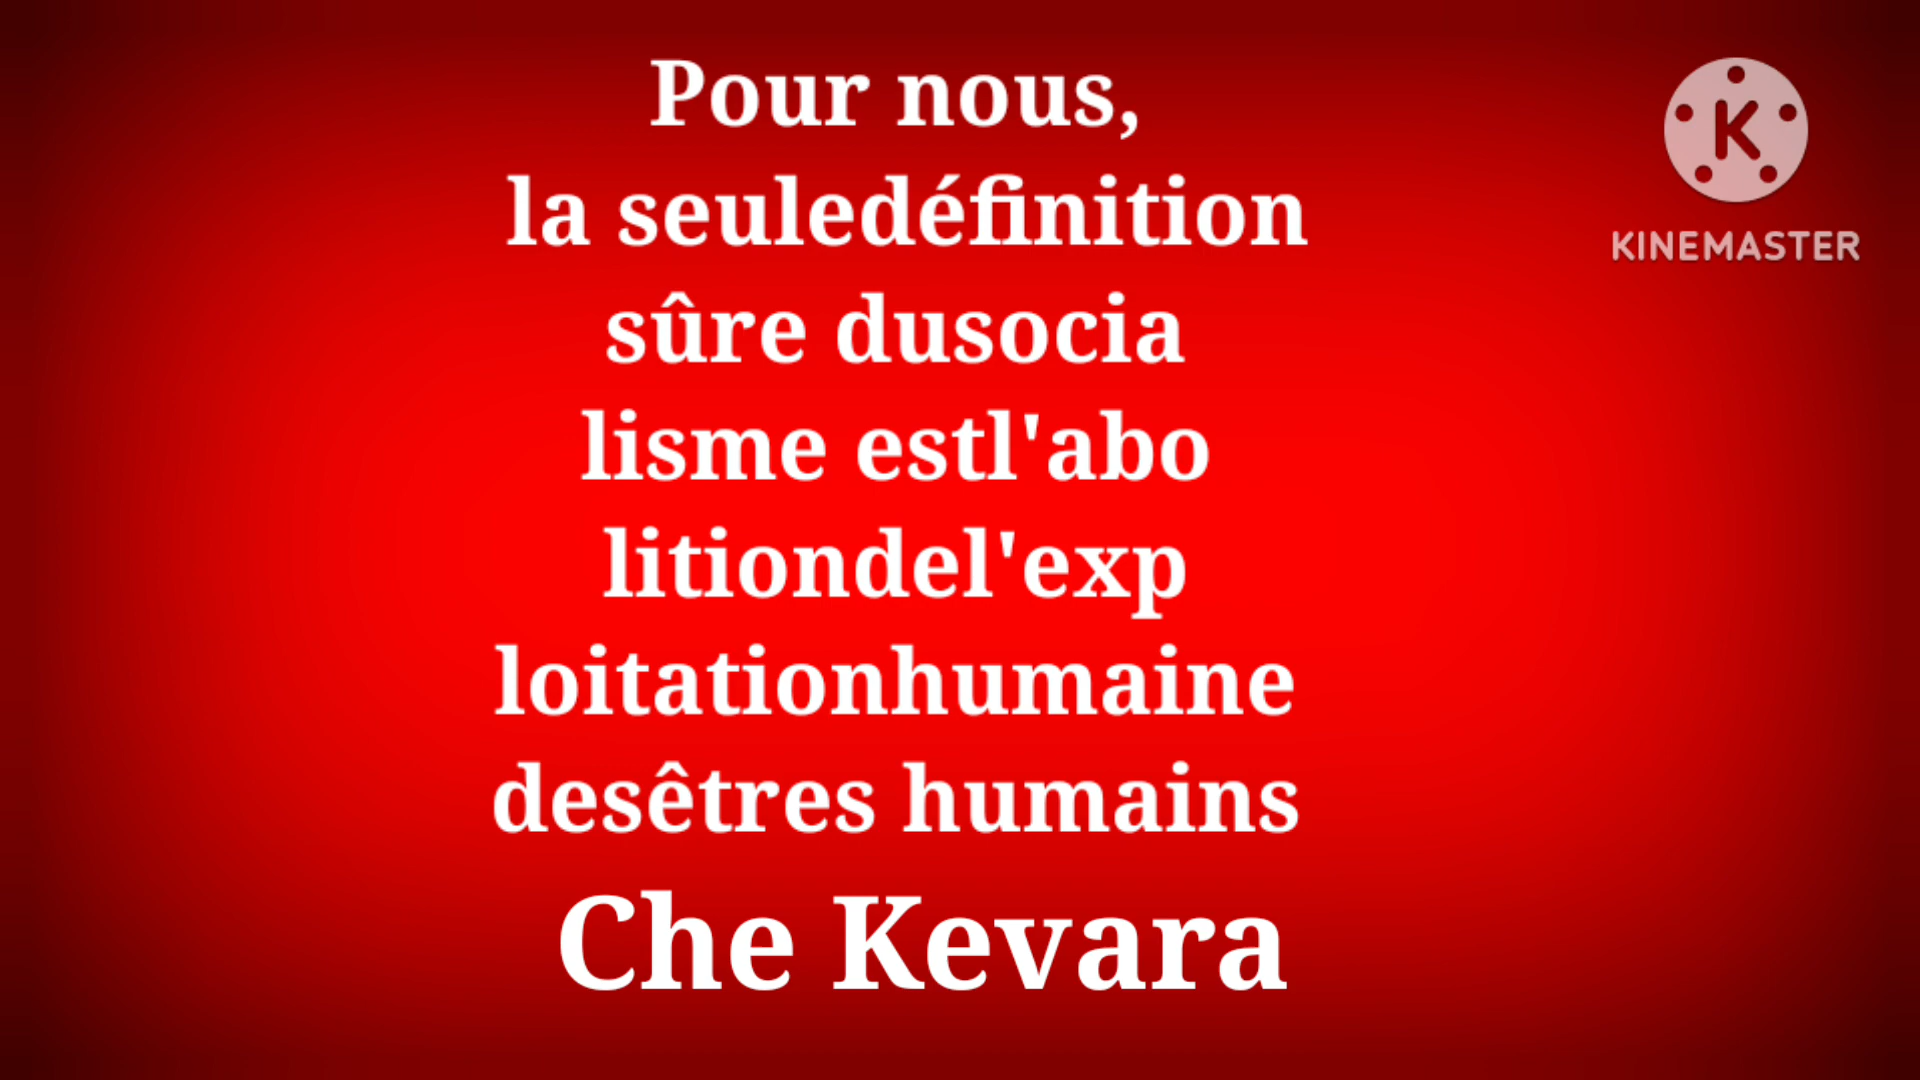 Pour nous,
la seuledéfinition
sûre dusocia
lisme estl'abo
litiondel'exp
loitationhumaine
desêtres humains
Che Kevara
K
KINEMASTER